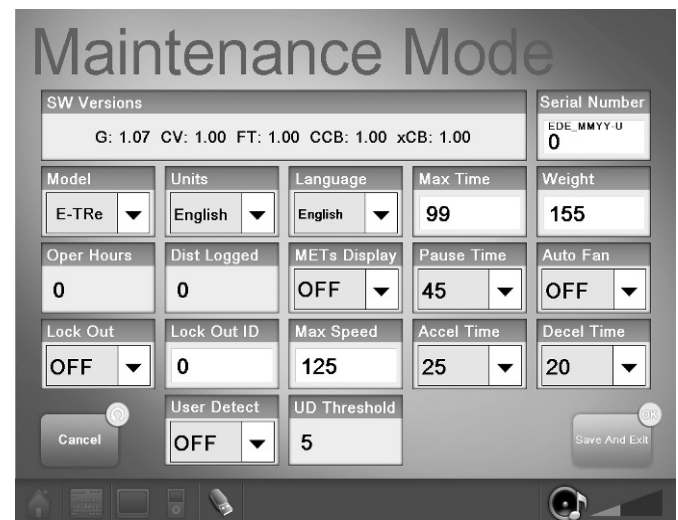 Maintenance Mode
SW Versions
G: 1.07 CV: 1.00 FT: 1.00 CCB: 1.00 xCB: 1.00
Serial Number
EDE_MMYY-U
0
Model
E-TRe
Units
English
Language
English
Max Time
99
Weight
155
Oper Hours
0
Dist Logged
0
METs Display
OFF
Pause Time
45
Auto Fan
OFF
Lock Out
OFF
Lock Out ID
0
Max Speed
125
Accel Time
25
Decel Time
20
Cancel
User Detect
OFF
UD Threshold
5
OK
Save And Exit